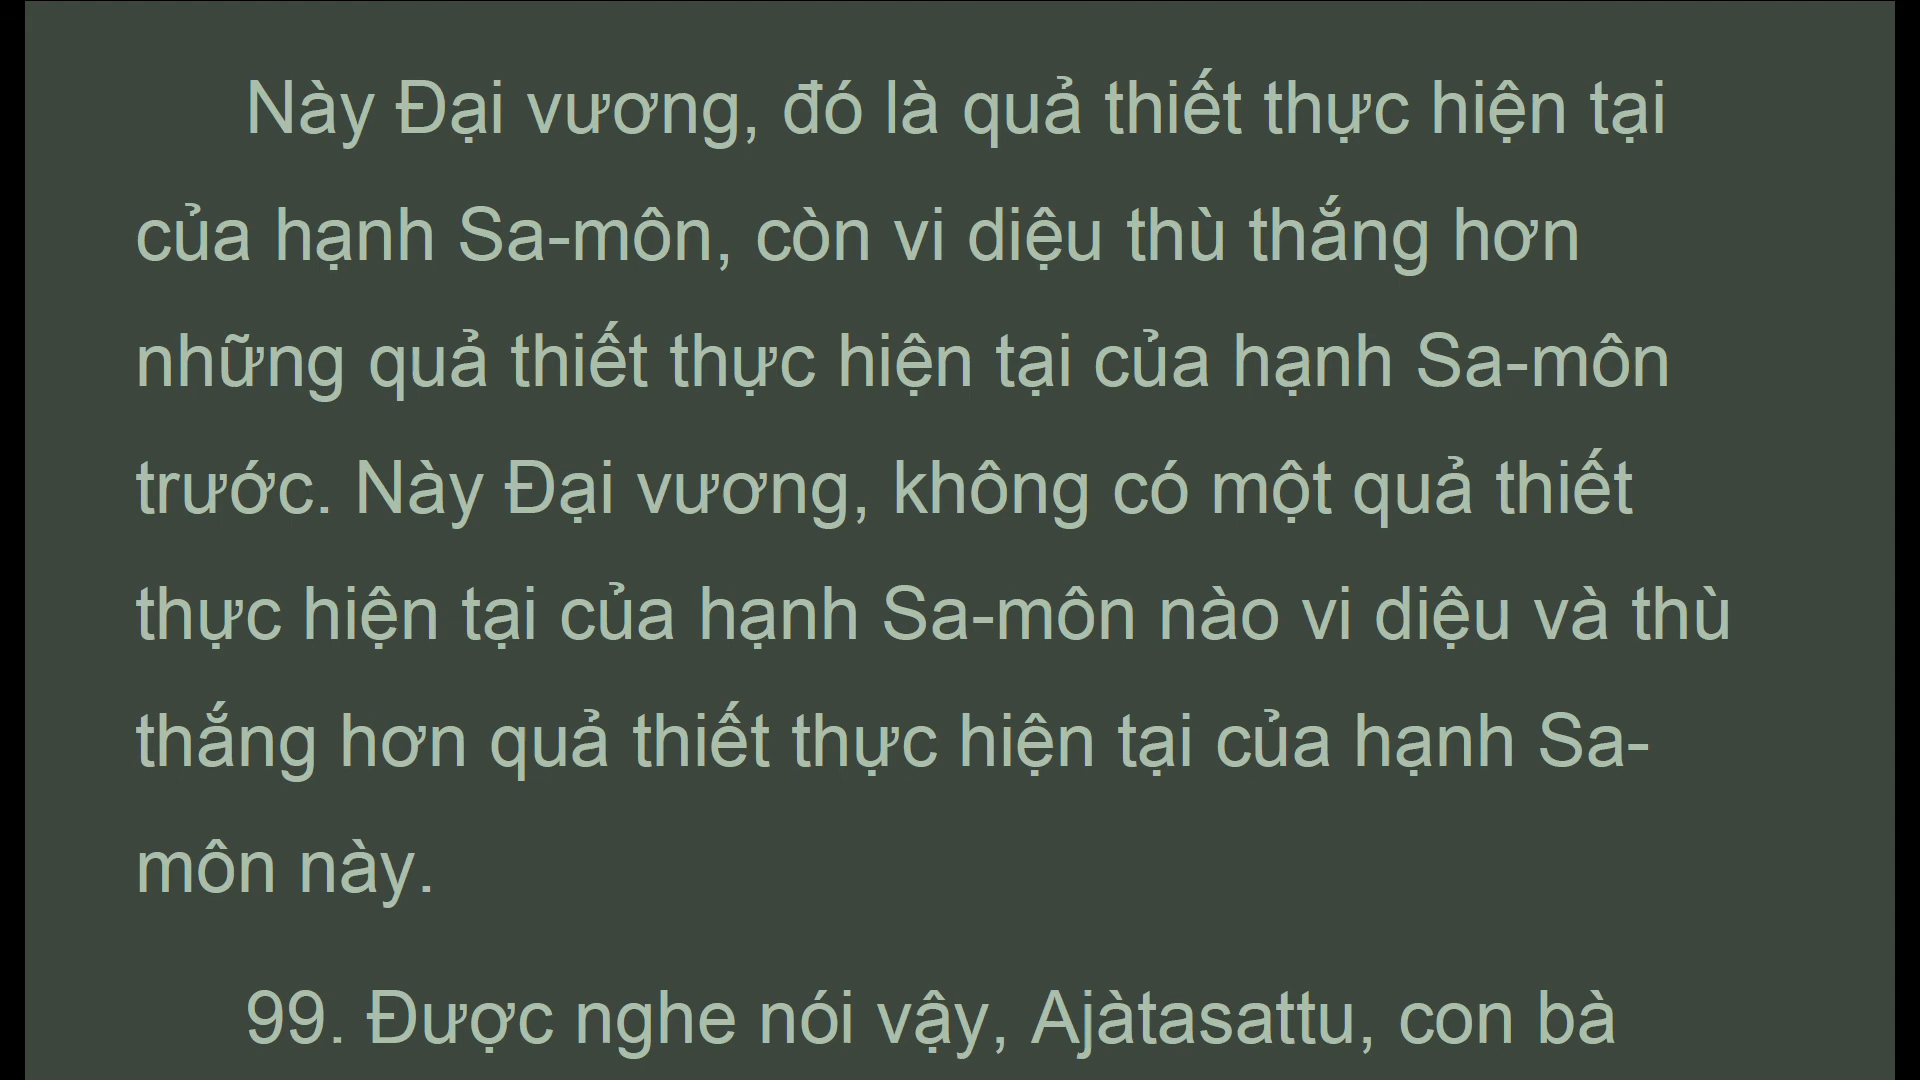 Này Đại vương, đó là quả thiết thực hiện tại
của hạnh Sa-môn, còn vi diệu thù thắng hơn
những quả thiết thực hiện tại của hạnh Sa-môn
trước. Này Đại vương, không có một quả thiết
thực hiện tại của hạnh Sa-môn nào vi diệu và thù
thắng hơn quả thiết thực hiện tại của hạnh Sa-
môn này.
99. Được nghe nói vậy, Ajàtasattu, con bà